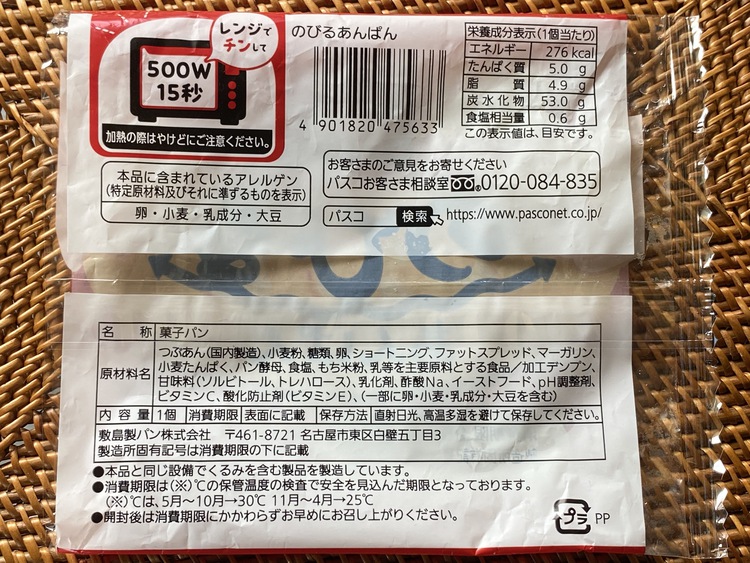 レンジで
チンして
500W
15秒
加熱の際はやけどにご注意ください。
のびるあんぱん
4 901820 475633
栄養成分表示(1個当たり)
エネルギー 276 kcal
たんぱく質 5.0 g
脂質 4.9 g
炭水化物 53.0 g
食塩相当量 0.6 g
この表示値は、目安です。
本品に含まれているアレルゲン
(特定原材料及びそれに準ずるものを表示)
卵・小麦・乳成分・大豆
お客さまのご意見をお寄せください
パスコお客さま相談室 0120-084-835
パスコ 検索 https://www.pasconet.co.jp/
名称 菓子パン
原材料名 つぶあん(国内製造)、小麦粉、糖類、卵、ショートニング、ファットスプレッド、マーガリン、
小麦たんぱく、パン酵母、食塩、もち米粉、乳等を主要原料とする食品/加工デンプン、
甘味料(ソルビトール、トレハロース)、乳化剤、酢酸Na、イーストフード、pH調整剤、
ビタミンC、酸化防止剤(ビタミンE)、(一部に卵・小麦・乳成分・大豆を含む)
内容量 1個 消費期限 表面に記載 保存方法 直射日光、高温多湿を避けて保存してください。
敷島製パン株式会社 〒461-8721 名古屋市東区白壁五丁目3
製造所固有記号は消費期限の下に記載
●本品と同じ設備でくるみを含む製品を製造しています。
●消費期限は(※)℃の保管温度の検査で安全を見込んだ期限となっております。
(※)℃は、5月～10月→30℃ 11月～4月→25℃
●開封後は消費期限にかかわらずお早めにお召し上がりください。
プラ PP